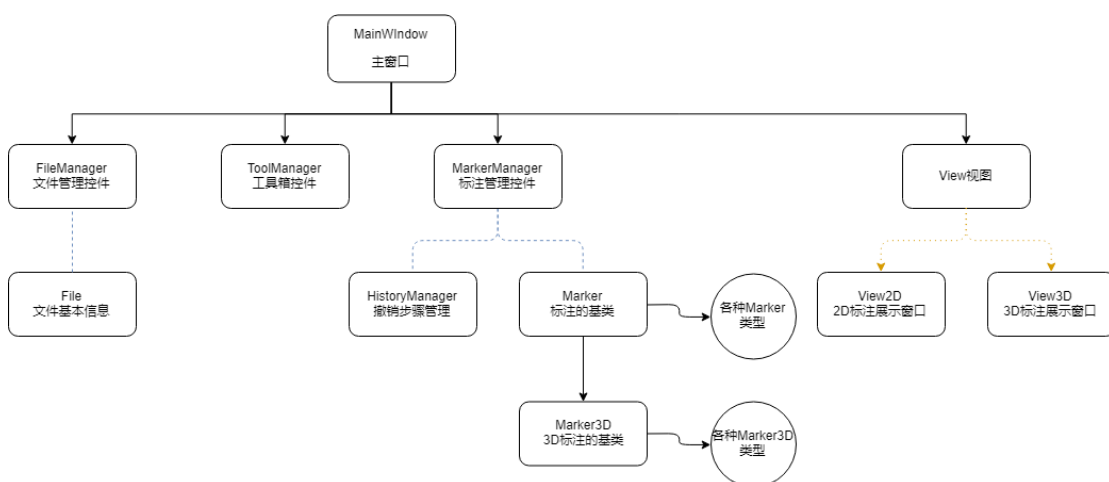 MainWIndow
主窗口
FileManager
文件管理控件
ToolManager
工具箱控件
MarkerManager
标注管理控件
View视图
File
文件基本信息
HistoryManager
撤销步骤管理
Marker
标注的基类
各种Marker
类型
View2D
2D标注展示窗口
View3D
3D标注展示窗口
Marker3D
3D标注的基类
各种Marker3D
类型